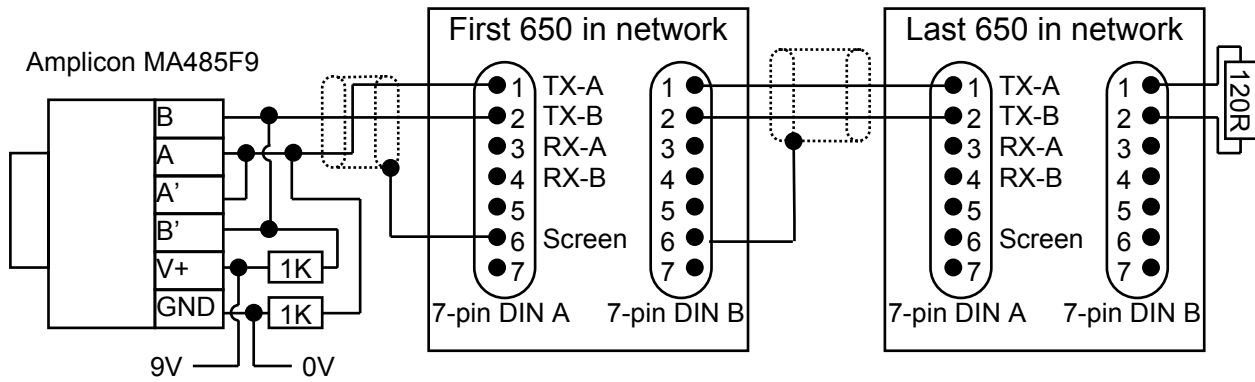 Amplicon MA485F9
B
A
A’
B’
V+
GND
1K
1K
9V
0V
First 650 in network
1 TX-A
2 TX-B
3 RX-A
4 RX-B
5
6 Screen
7
7-pin DIN A
1
2
3
4
5
6
7
7-pin DIN B
Last 650 in network
1 TX-A
2 TX-B
3 RX-A
4 RX-B
5
6 Screen
7
7-pin DIN A
1
2
3
4
5
6
7
7-pin DIN B
120R